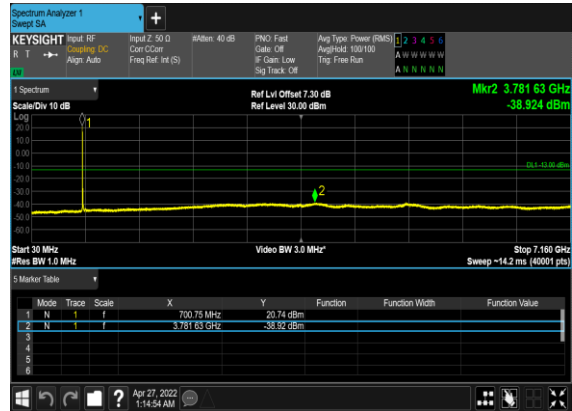 Spectrum Analyzer 1
Swept SA
KEYSIGHT Input: RF Input Z: 50 Ω #Atten: 40 dB PNO: Fast Avg Type: Power (RMS) 1 2 3 4 5 6
R T Coupling: DC Corr CCorr Gate: Off Avg|Hold: 100/100 A W W W W W
Align: Auto Freq Ref: Int (S) IF Gain: Low Trig: Free Run
Sig Track: Off A N N N N N
1 Spectrum Ref Lvl Offset 7.30 dB Mkr2 3.781 63 GHz
Scale/Div 10 dB Ref Level 30.00 dBm -38.924 dBm
Log
20.0
10.0
0.00
-10.0
-20.0
-30.0
-40.0
-50.0
-60.0
1
2
DL1 -13.00 dBm
Start 30 MHz Video BW 3.0 MHz* Stop 7.160 GHz
#Res BW 1.0 MHz Sweep ~14.2 ms (40001 pts)
5 Marker Table
Mode Trace Scale X Y Function Function Width Function Value
1 N 1 f 700.75 MHz 20.74 dBm
2 N 1 f 3.781 63 GHz -38.92 dBm
3
4
5
6
Apr 27, 2022
1:14:54 AM